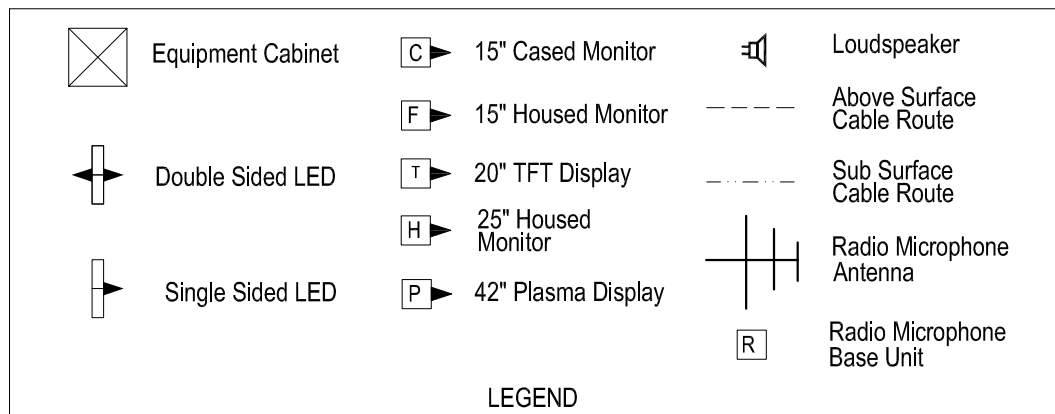 Equipment Cabinet
Double Sided LED
Single Sided LED
C 15" Cased Monitor
F 15" Housed Monitor
T 20" TFT Display
H 25" Housed
Monitor
P 42" Plasma Display
Loudspeaker
Above Surface
Cable Route
Sub Surface
Cable Route
Radio Microphone
Antenna
R Radio Microphone
Base Unit
LEGEND